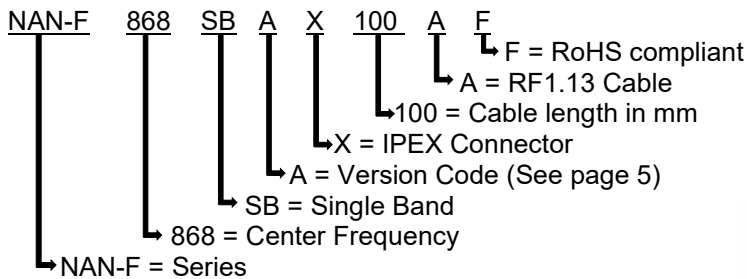 NAN-F 868 SB A X 100 A F
F = RoHS compliant
A = RF1.13 Cable
100 = Cable length in mm
X = IPEX Connector
A = Version Code (See page 5)
SB = Single Band
868 = Center Frequency
NAN-F = Series